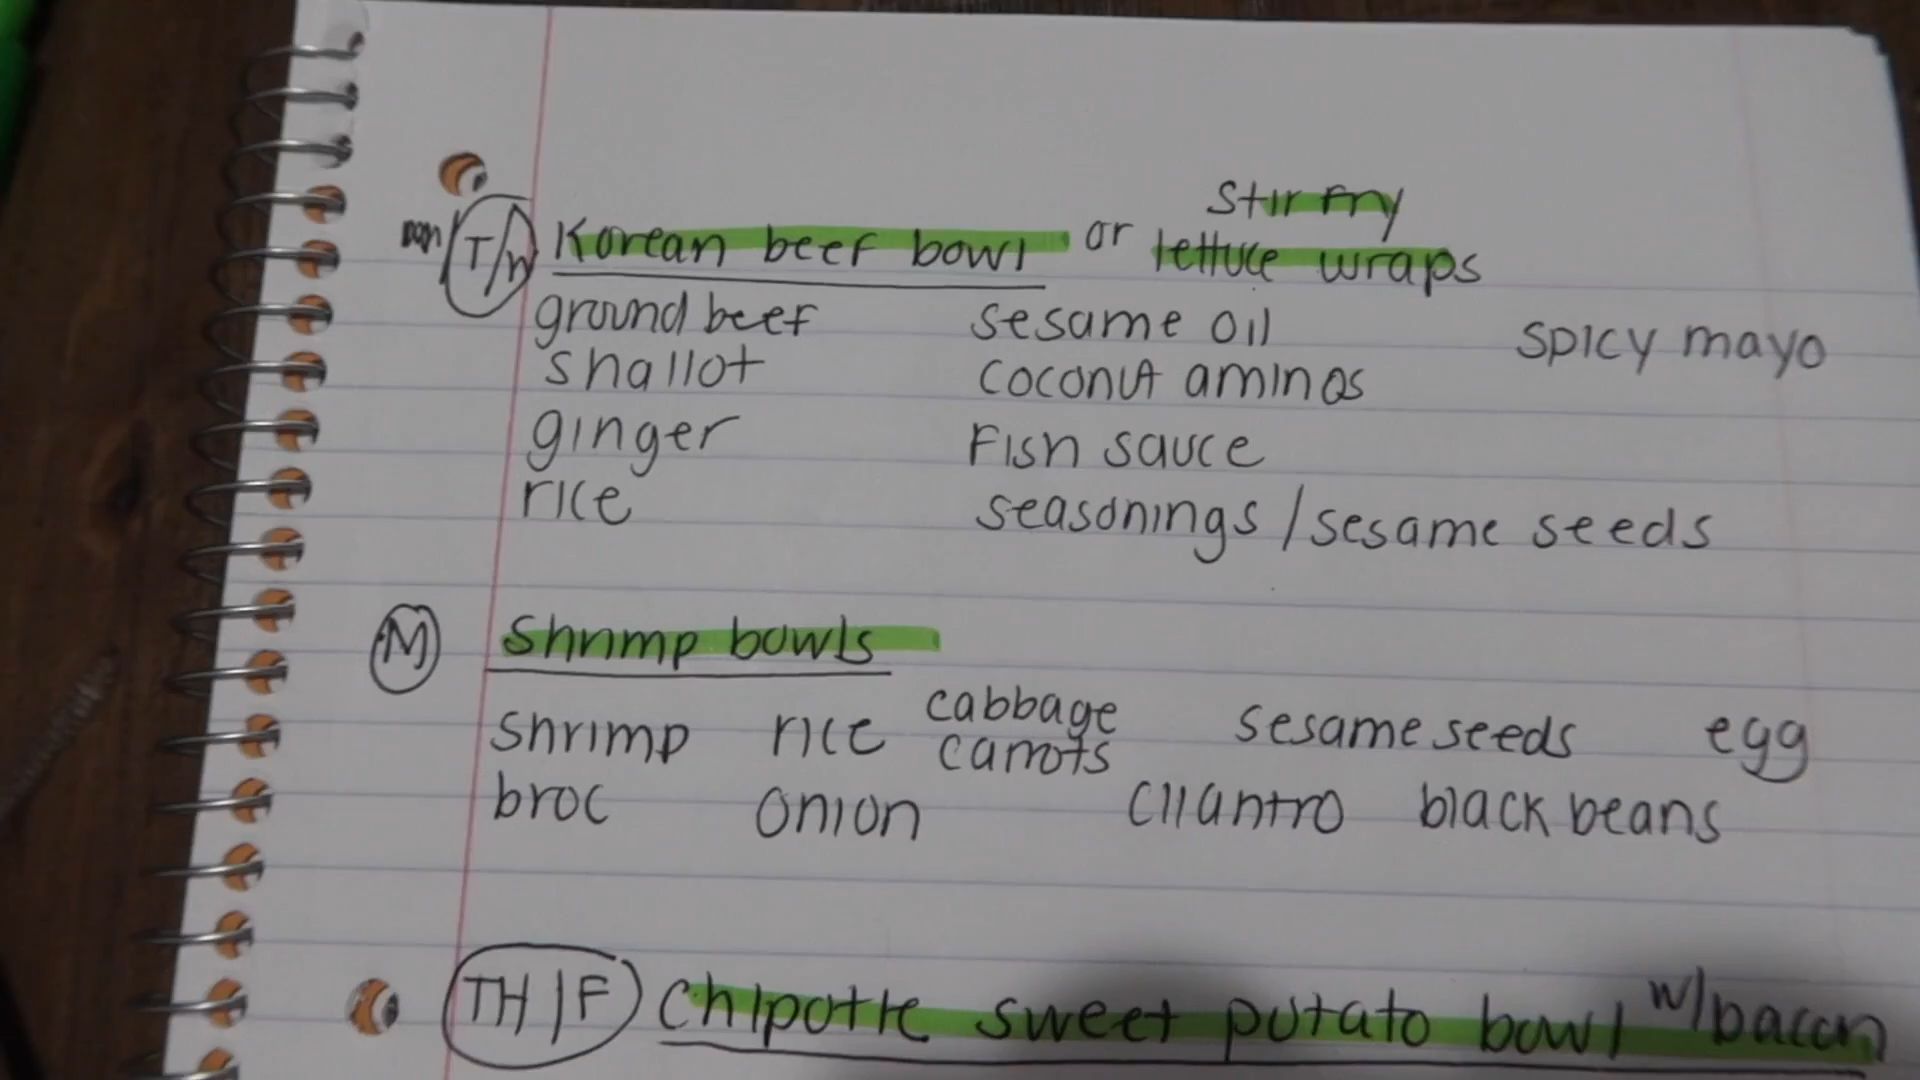 Stir fry
T/ Korean beef bowl or lettuce wraps
ground beef sesame oil spicy mayo
shallot coconut aminos
ginger Fish sauce
rice seasonings / sesame seeds
M Shrimp bowls
shrimp rice cabbage sesame seeds egg
carrots
broc onion cilantro black beans
TH/F Chipotle sweet potato bowl w/bacon